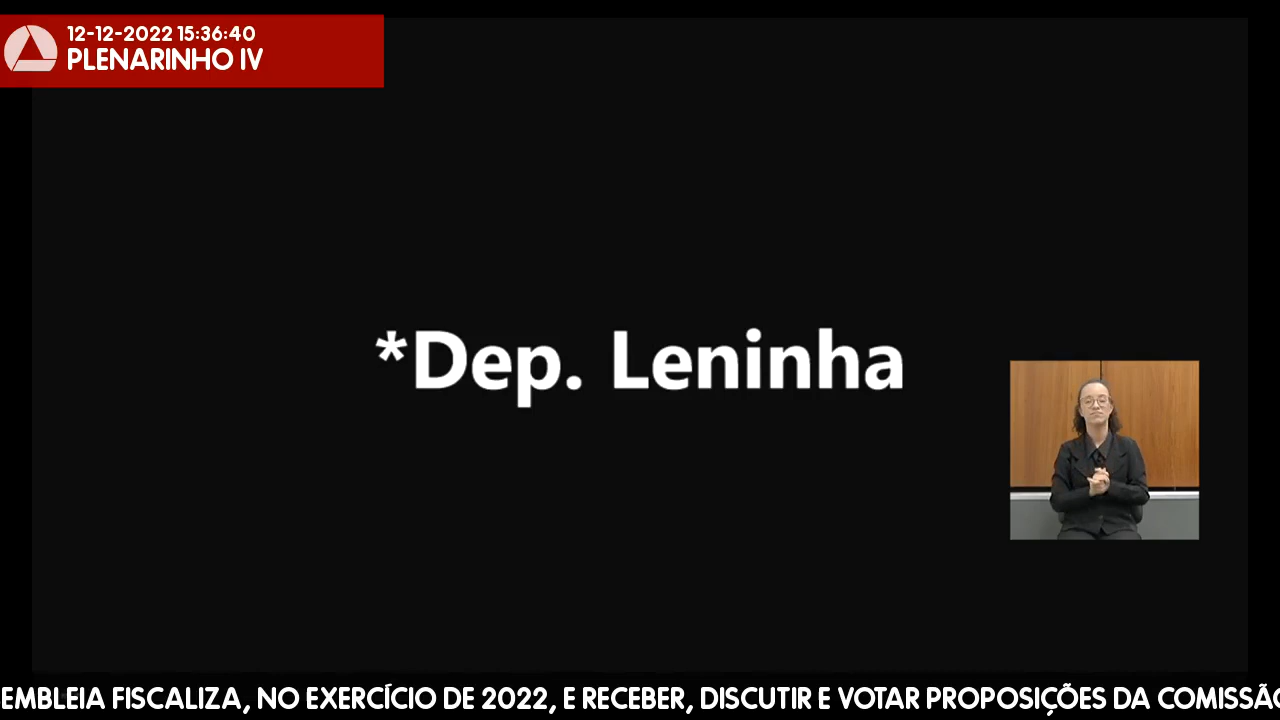 12-12-2022 15:36:40
PLENARINHO IV
*Dep. Leninha
EMBLEIA FISCALIZA, NO EXERCÍCIO DE 2022, E RECEBER, DISCUTIR E VOTAR PROPOSIÇÕES DA COMISSÃO